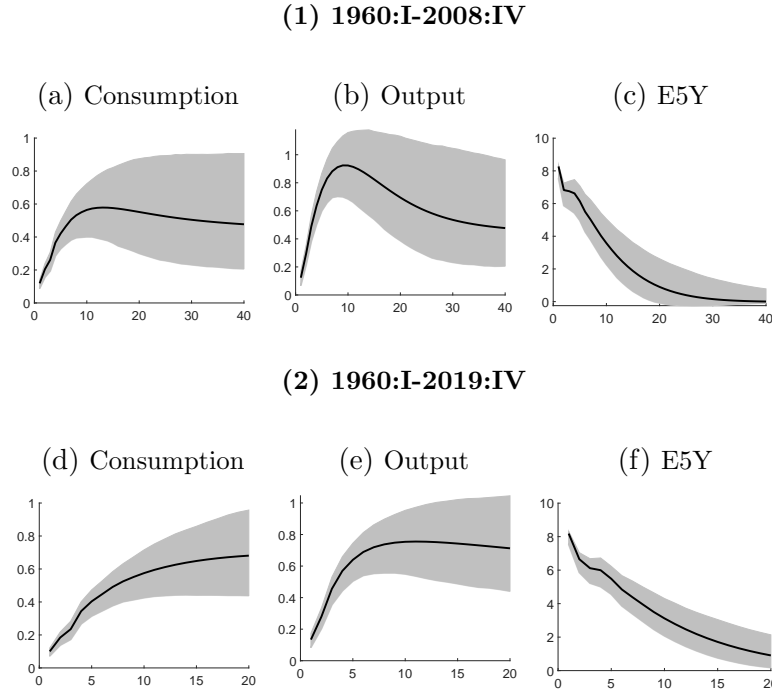 (1) 1960:I-2008:IV
(a) Consumption
(b) Output
(c) E5Y
1
0.8
0.6
0.4
0.2
0
0 10 20 30 40
1
0.8
0.6
0.4
0.2
0
0 10 20 30 40
10
8
6
4
2
0
0 10 20 30 40
(2) 1960:I-2019:IV
(d) Consumption
(e) Output
(f) E5Y
1
0.8
0.6
0.4
0.2
0
0 5 10 15 20
1
0.8
0.6
0.4
0.2
0
0 5 10 15 20
10
8
6
4
2
0
0 5 10 15 20